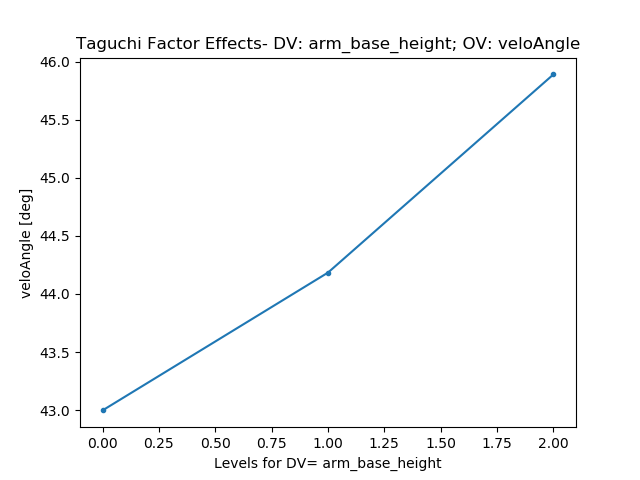 Taguchi Factor Effects- DV: arm_base_height; OV: veloAngle
46.0
45.5
45.0
44.5
44.0
43.5
43.0
veloAngle [deg]
0.00 0.25 0.50 0.75 1.00 1.25 1.50 1.75 2.00
Levels for DV= arm_base_height